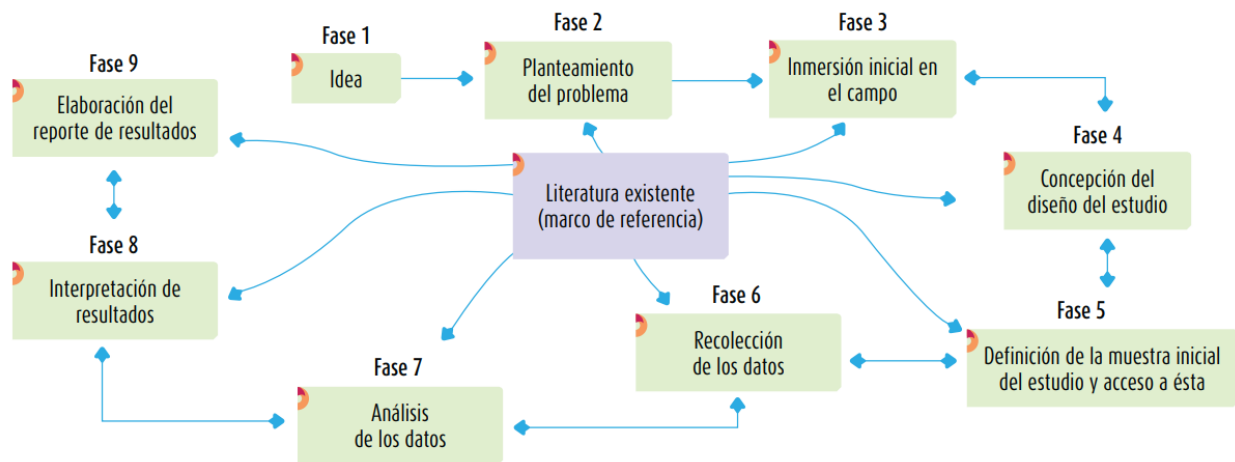 Fase 1
Idea
Fase 2
Planteamiento
del problema
Fase 3
Inmersión inicial en
el campo
Fase 4
Concepción del
diseño del estudio
Fase 5
Definición de la muestra inicial
del estudio y acceso a ésta
Fase 6
Recolección
de los datos
Fase 7
Análisis
de los datos
Fase 8
Interpretación de
resultados
Fase 9
Elaboración del
reporte de resultados
Literatura existente
(marco de referencia)